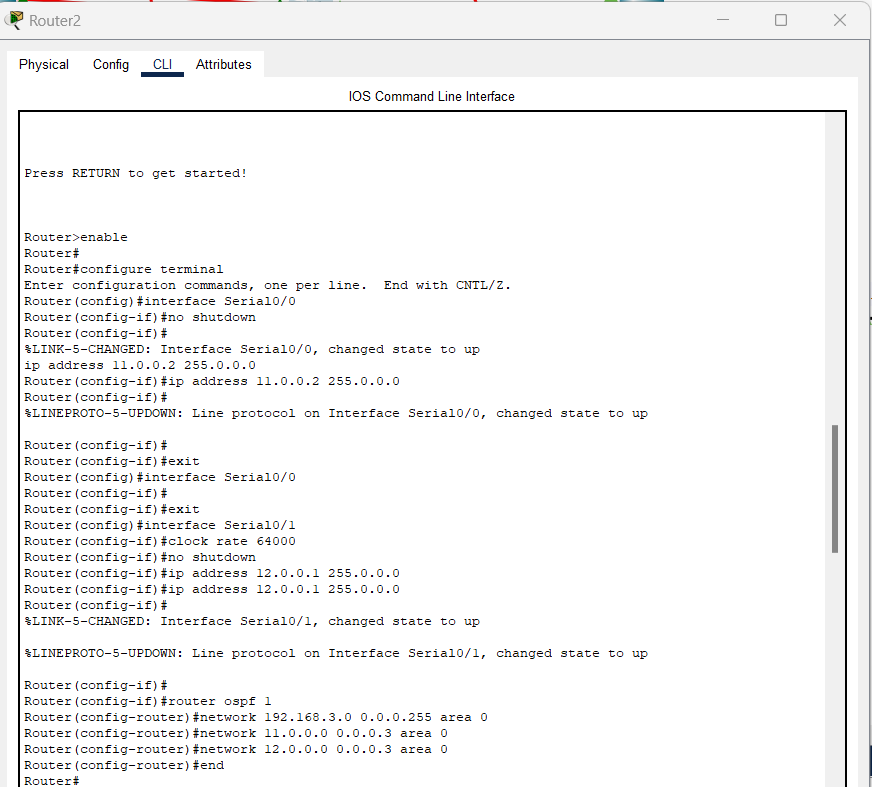 Router2
Physical Config CLI Attributes
IOS Command Line Interface
Press RETURN to get started!
Router>enable
Router#
Router#configure terminal
Enter configuration commands, one per line.  End with CNTL/Z.
Router(config)#interface Serial0/0
Router(config-if)#no shutdown
Router(config-if)#
%LINK-5-CHANGED: Interface Serial0/0, changed state to up
ip address 11.0.0.2 255.0.0.0
Router(config-if)#ip address 11.0.0.2 255.0.0.0
Router(config-if)#
%LINEPROTO-5-UPDOWN: Line protocol on Interface Serial0/0, changed state to up
Router(config-if)#
Router(config-if)#exit
Router(config)#interface Serial0/0
Router(config-if)#
Router(config-if)#exit
Router(config)#interface Serial0/1
Router(config-if)#clock rate 64000
Router(config-if)#no shutdown
Router(config-if)#ip address 12.0.0.1 255.0.0.0
Router(config-if)#ip address 12.0.0.1 255.0.0.0
Router(config-if)#
%LINK-5-CHANGED: Interface Serial0/1, changed state to up
%LINEPROTO-5-UPDOWN: Line protocol on Interface Serial0/1, changed state to up
Router(config-if)#
Router(config-if)#router ospf 1
Router(config-router)#network 192.168.3.0 0.0.0.255 area 0
Router(config-router)#network 11.0.0.0 0.0.0.3 area 0
Router(config-router)#network 12.0.0.0 0.0.0.3 area 0
Router(config-router)#end
Router#